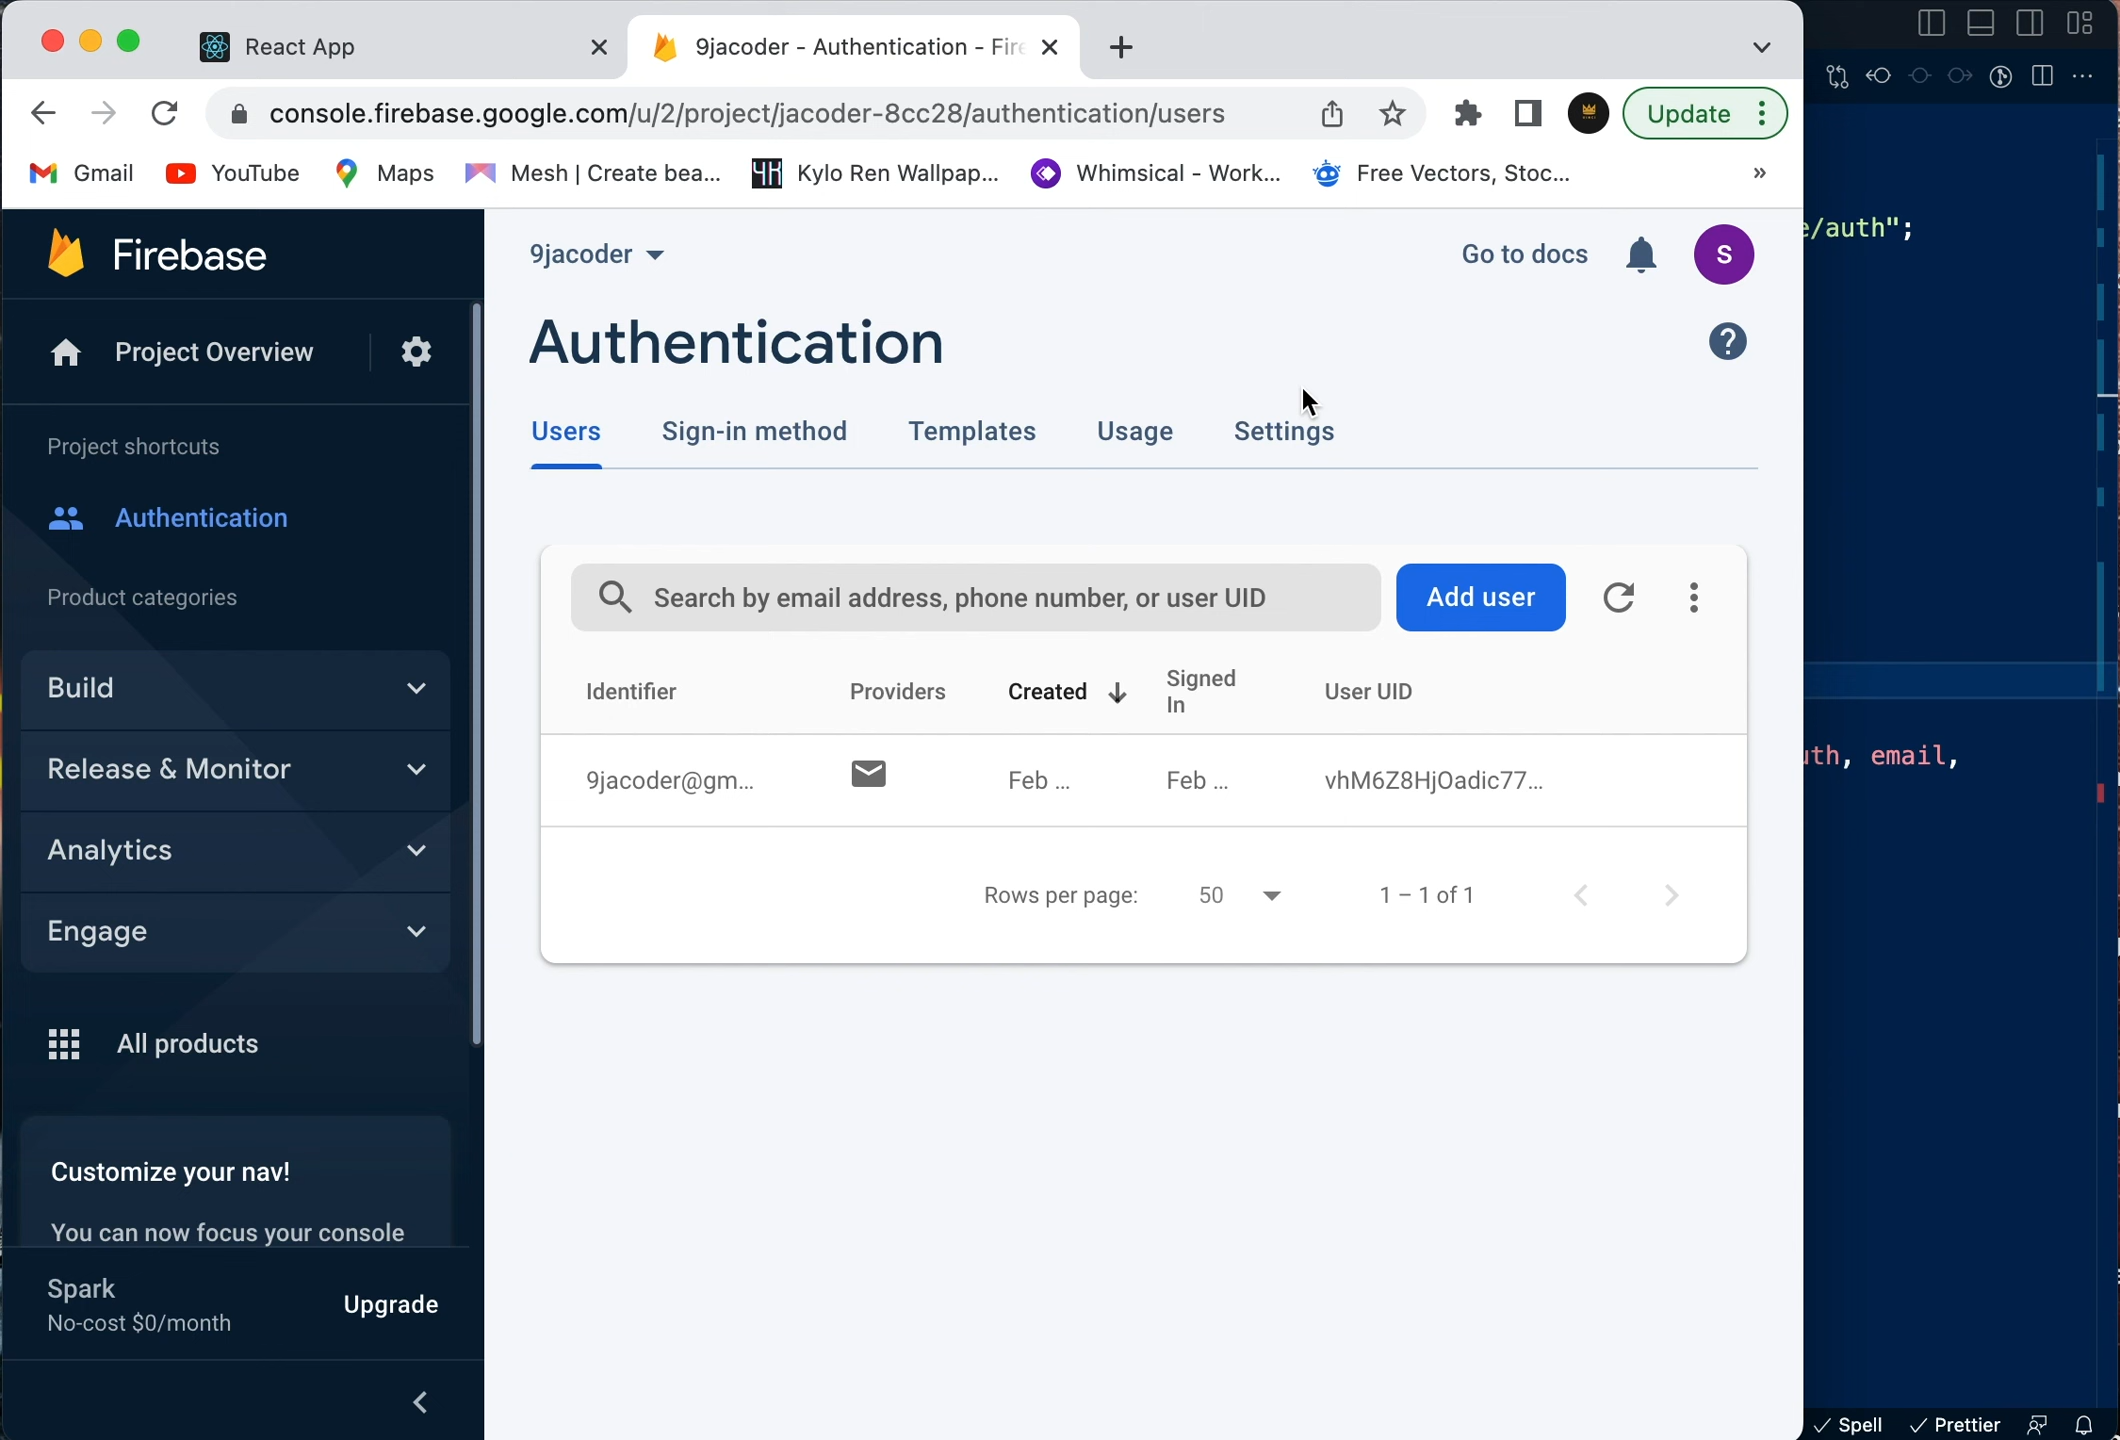 React App
9jacoder - Authentication - Fire
console.firebase.google.com/u/2/project/jacoder-8cc28/authentication/users
Update
Gmail
YouTube
Maps
Mesh | Create bea...
4K
Kylo Ren Wallpap...
Whimsical - Work...
Free Vectors, Stoc...
»
e/auth";
Firebase
9jacoder
Go to docs
S
Project Overview
Authentication
?
Users
Sign-in method
Templates
Usage
Settings
Project shortcuts
Authentication
Product categories
Search by email address, phone number, or user UID
Add user
Identifier
Providers
Created
Signed
In
User UID
9jacoder@gm...
Feb ...
Feb ...
vhM6Z8HjOadic77...
uth, email,
Rows per page:
50
1 – 1 of 1
Build
Release & Monitor
Analytics
Engage
All products
Customize your nav!
You can now focus your console
Spark
No-cost $0/month
Upgrade
Spell
Prettier